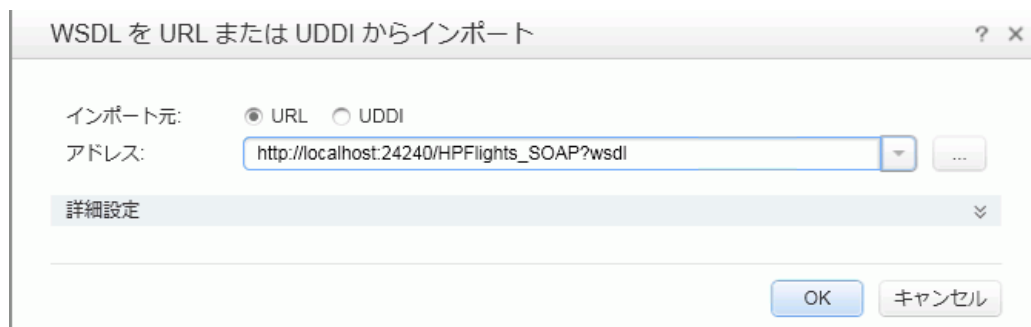 WSDL を URL または UDDI からインポート ? ×
インポート元: URL UDDI
アドレス: http://localhost:24240/HPFlights_SOAP?wsdl ...
詳細設定
OK キャンセル